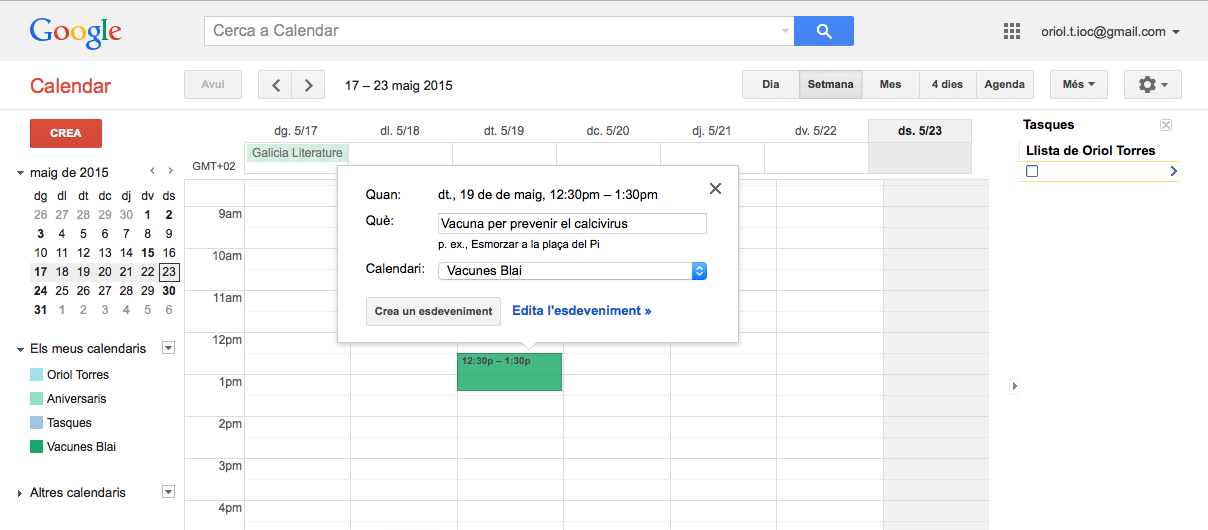 Google
Cerca a Calendar
oriol.t.ioc@gmail.com
Calendar
Avui
17 – 23 maig 2015
Dia
Setmana
Mes
4 dies
Agenda
Més
CREA
maig de 2015
dg dl dt dc dj dv ds
26 27 28 29 30 1 2
3 4 5 6 7 8 9
10 11 12 13 14 15 16
17 18 19 20 21 22 23
24 25 26 27 28 29 30
31 1 2 3 4 5 6
Els meus calendaris
Oriol Torres
Aniversaris
Tasques
Vacunes Blai
Altres calendaris
dg. 5/17 dl. 5/18 dt. 5/19 dc. 5/20 dj. 5/21 dv. 5/22 ds. 5/23
GMT+02
Galicia Literature
9am
10am
11am
12pm
1pm
2pm
3pm
4pm
Quan: dt., 19 de de maig, 12:30pm – 1:30pm
Què: Vacuna per prevenir el calcivirus
p. ex., Esmorzar a la plaça del Pi
Calendari: Vacunes Blai
Crea un esdeveniment
Edita l'esdeveniment »
12:30p – 1:30p
Tasques
Llista de Oriol Torres